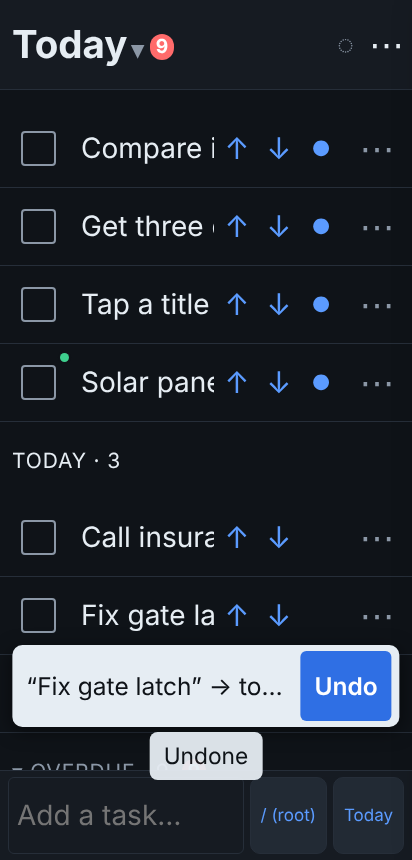 Today ▾ 9 ⋯
Compare i ↑ ↓ ● ⋯
Get three ↑ ↓ ● ⋯
Tap a title ↑ ↓ ● ⋯
Solar pane ↑ ↓ ● ⋯
TODAY · 3
Call insura ↑ ↓ ⋯
Fix gate la ↑ ↓ ⋯
“Fix gate latch” → to… Undo
Undone
OVERDUE
Add a task… / (root) Today